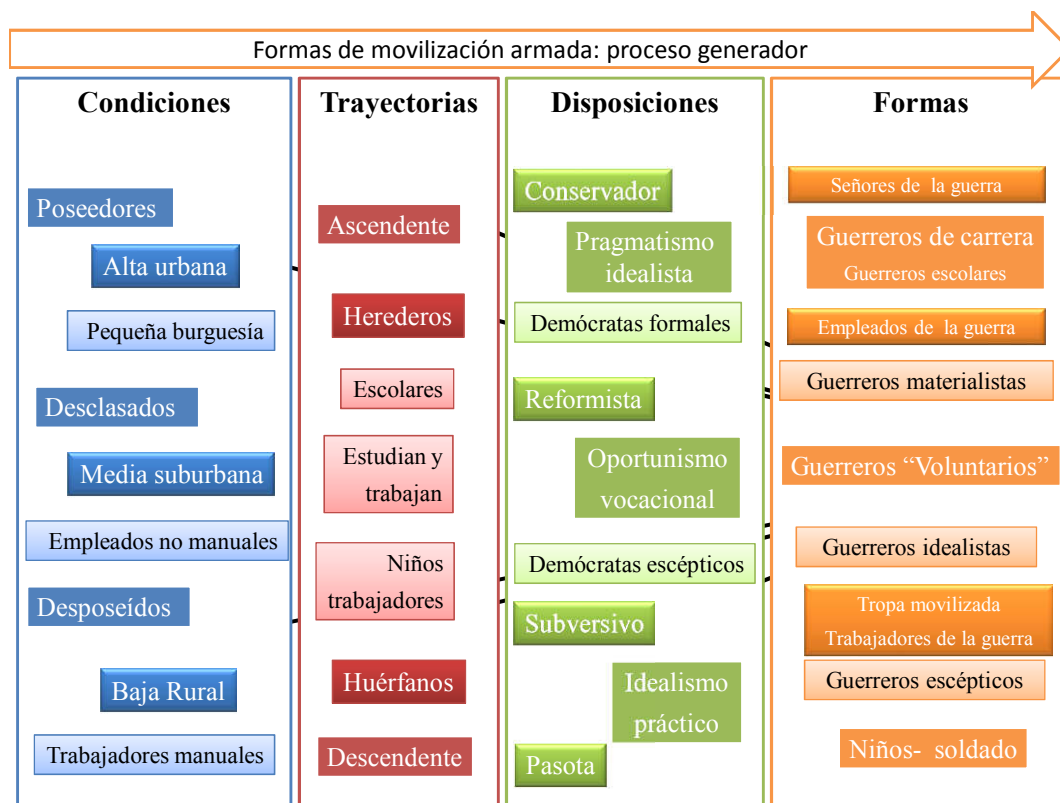 Formas de movilización armada: proceso generador
Condiciones
Poseedores
Alta urbana
Pequeña burguesía
Desclasados
Media suburbana
Empleados no manuales
Desposeídos
Baja Rural
Trabajadores manuales
Trayectorias
Ascendente
Herederos
Escolares
Estudian y
trabajan
Niños
trabajadores
Huérfanos
Descendente
Disposiciones
Conservador
Pragmatismo
idealista
Demócratas formales
Reformista
Oportunismo
vocacional
Demócratas escépticos
Subversivo
Idealismo
práctico
Pasota
Formas
Señores de la guerra
Guerreros de carrera
Guerreros escolares
Empleados de la guerra
Guerreros materialistas
Guerreros “Voluntarios”
Guerreros idealistas
Tropa movilizada
Trabajadores de la guerra
Guerreros escépticos
Niños- soldado